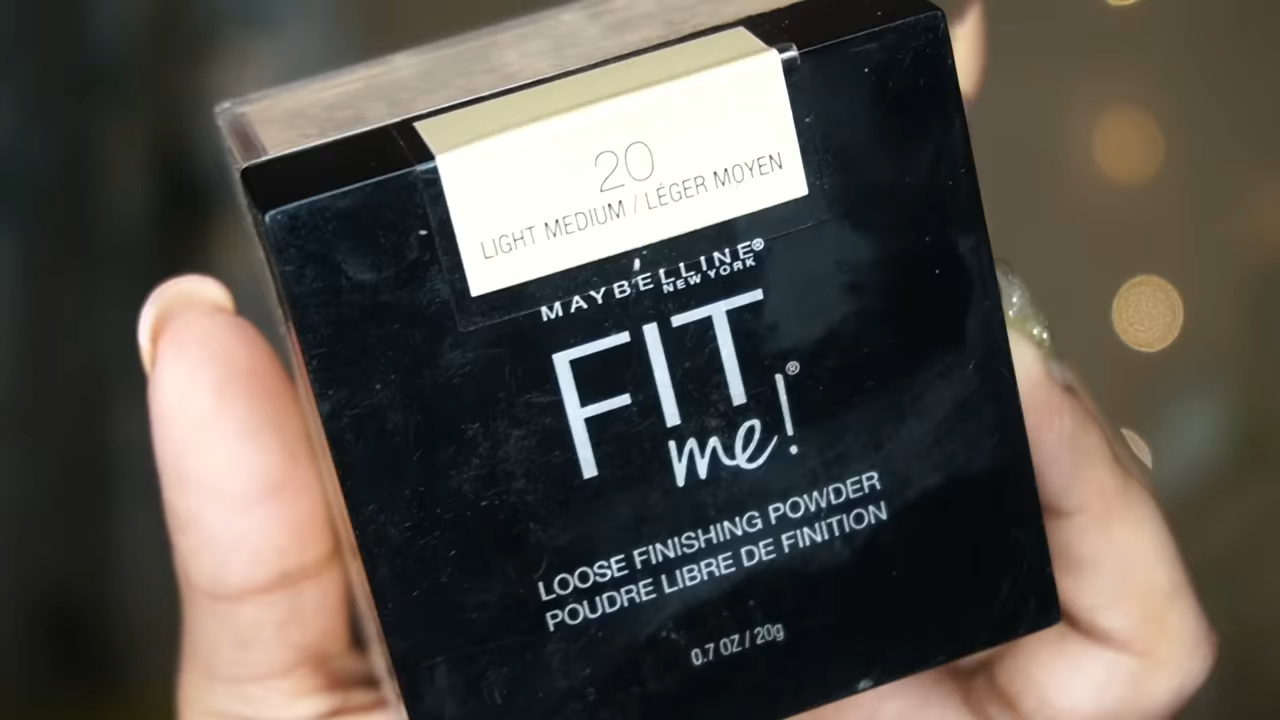 20
LIGHT MEDIUM / LÉGER MOYEN
MAYBELLINE®
NEW YORK
FIT
me!®
LOOSE FINISHING POWDER
POUDRE LIBRE DE FINITION
0.7 OZ / 20g